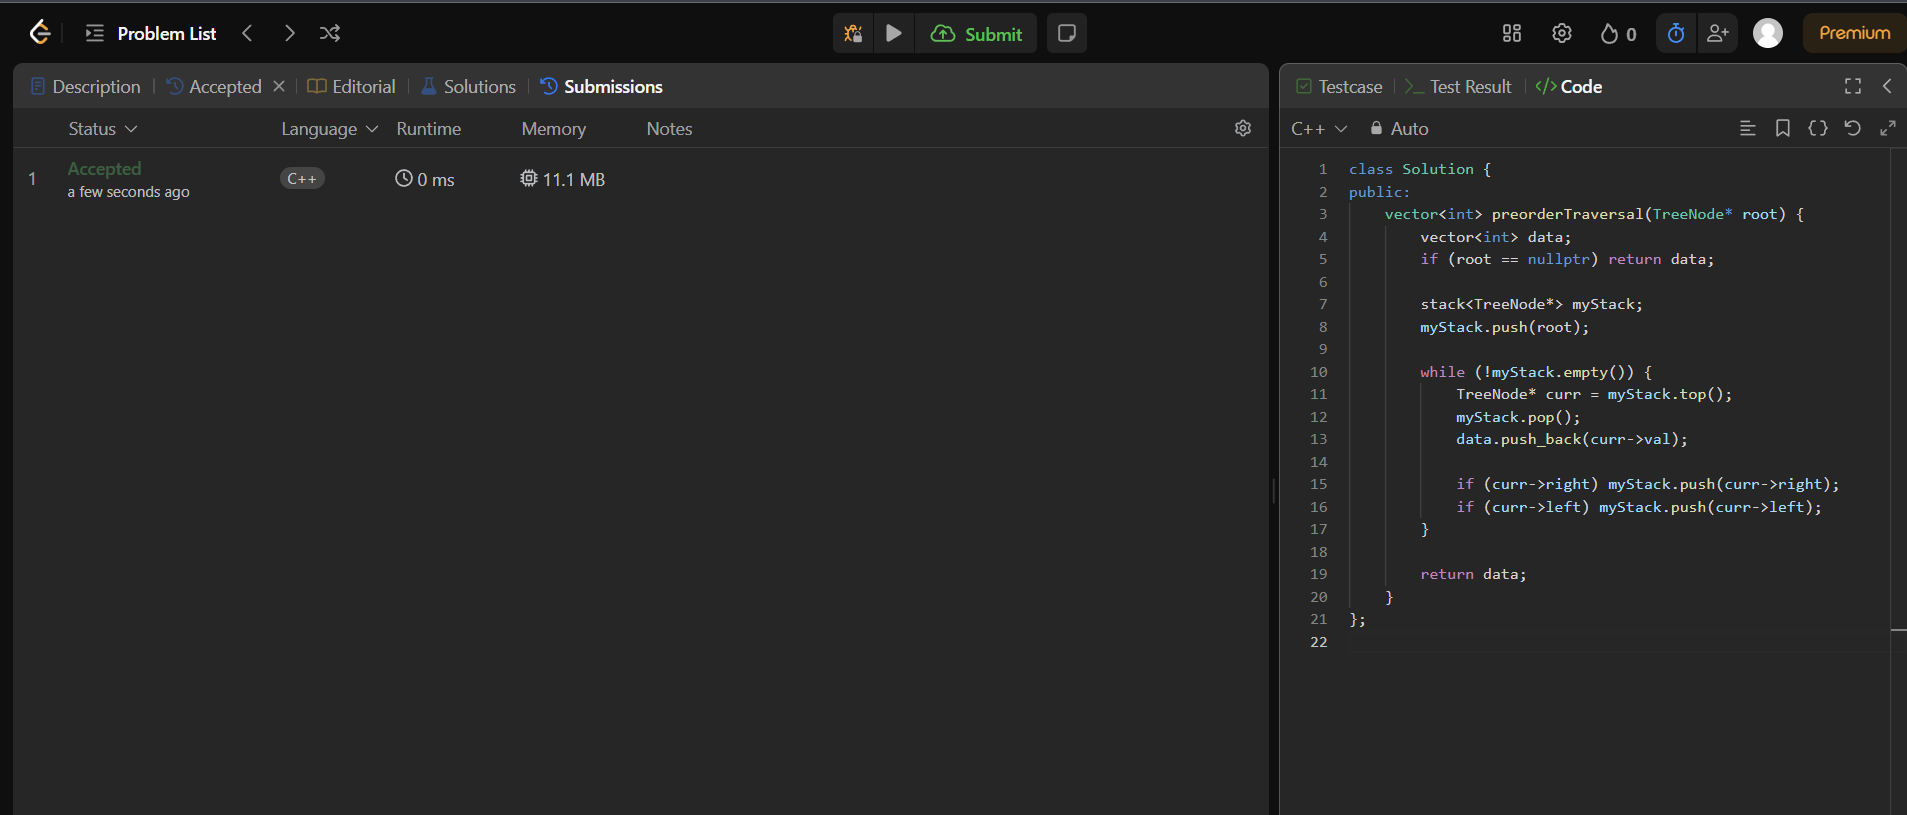 Problem List
Submit
0
Premium
Description
Accepted
Editorial
Solutions
Submissions
Status
Language
Runtime
Memory
Notes
1
Accepted
a few seconds ago
C++
0 ms
11.1 MB
Testcase
Test Result
</> Code
C++
Auto
1 class Solution {
2 public:
3     vector<int> preorderTraversal(TreeNode* root) {
4         vector<int> data;
5         if (root == nullptr) return data;
6
7         stack<TreeNode*> myStack;
8         myStack.push(root);
9
10         while (!myStack.empty()) {
11             TreeNode* curr = myStack.top();
12             myStack.pop();
13             data.push_back(curr->val);
14
15             if (curr->right) myStack.push(curr->right);
16             if (curr->left) myStack.push(curr->left);
17         }
18
19         return data;
20     }
21 };
22